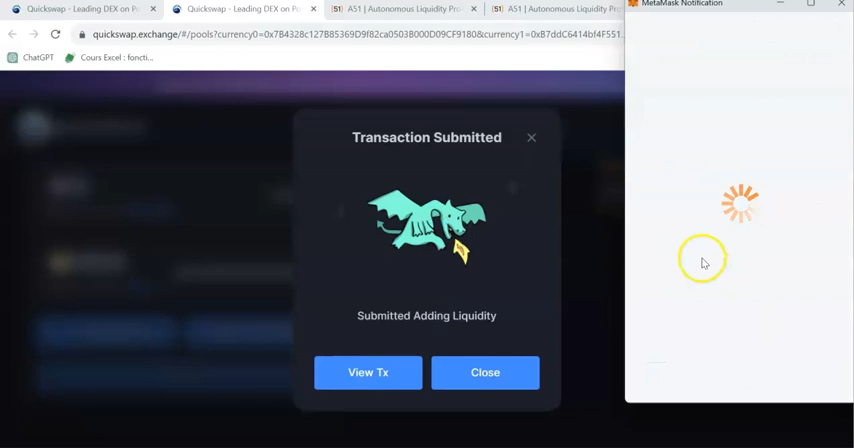 Quickswap - Leading DEX on Po
Quickswap - Leading DEX on Po
A51 | Autonomous Liquidity Pro
A51 | Autonomous Liquidity Pro
MetaMask Notification
quickswap.exchange/#/pools?currency0=0x7B4328c127B85369D9f82ca0503B000D09CF9180&currency1=0xB7ddC6414bf4F551...
ChatGPT
Cours Excel : foncti...
Transaction Submitted
Submitted Adding Liquidity
View Tx
Close